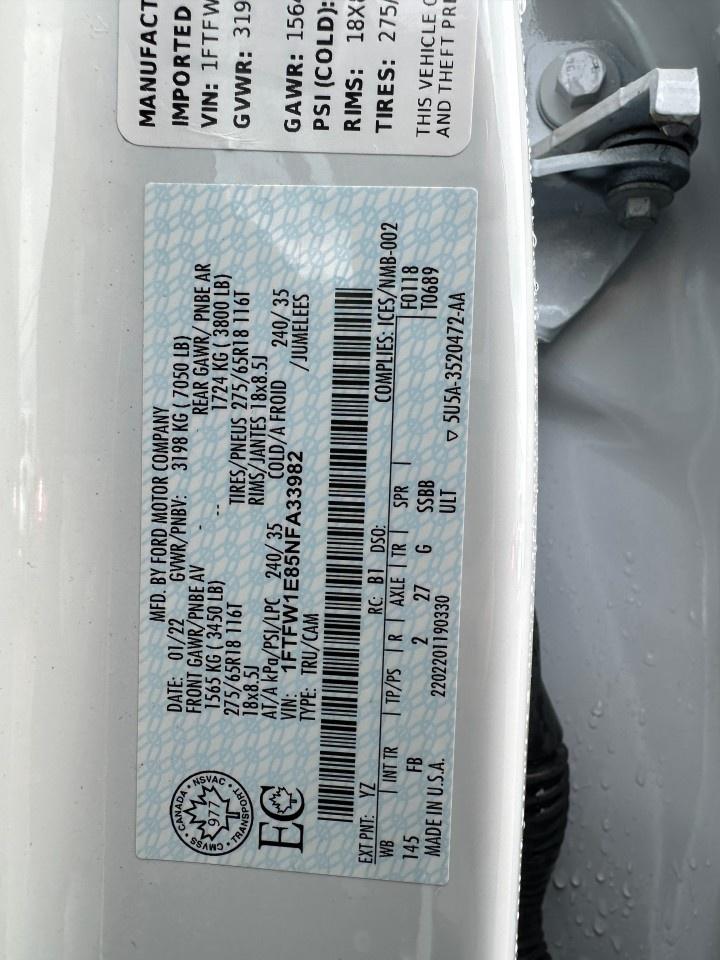 MANUFACT
IMPORTED
VIN: 1FTFW
GVWR: 319
GAWR: 156
PSI (COLD):
RIMS: 18X8
TIRES: 275/
THIS VEHICLE
AND THEFT PRE
MFD. BY FORD MOTOR COMPANY
DATE: 01/22 GVWR/PNBV: 3198 KG ( 7050 LB)
FRONT GAWR/PNBE AV - REAR GAWR/ PNBE AR
1565 KG ( 3450 LB) -- 1724 KG ( 3800 LB)
275/65R18 116T TIRES/PNEUS 275/65R18 116T
18x8.5J RIMS/JANTES 18x8.5J
AT/A kPa/PSI/LPC 240/ 35 COLD/A FROID 240/ 35
VIN: 1FTFW1E85NFA33982 /JUMELEES
TYPE: TRU/CAM
CMVSS • CANADA • NSVAC • TRANSPORT •
977
EC
EXT PNT: YZ RC: B1 DSO: COMPLIES: ICES/NMB-002
WB | INT TR | TP/PS | R | AXLE | TR | SPR | F0118
145 FB 2 27 G SSBB T0689
MADE IN U.S.A. 2202201190330 ULT ▽ 5U5A-3520472-AA